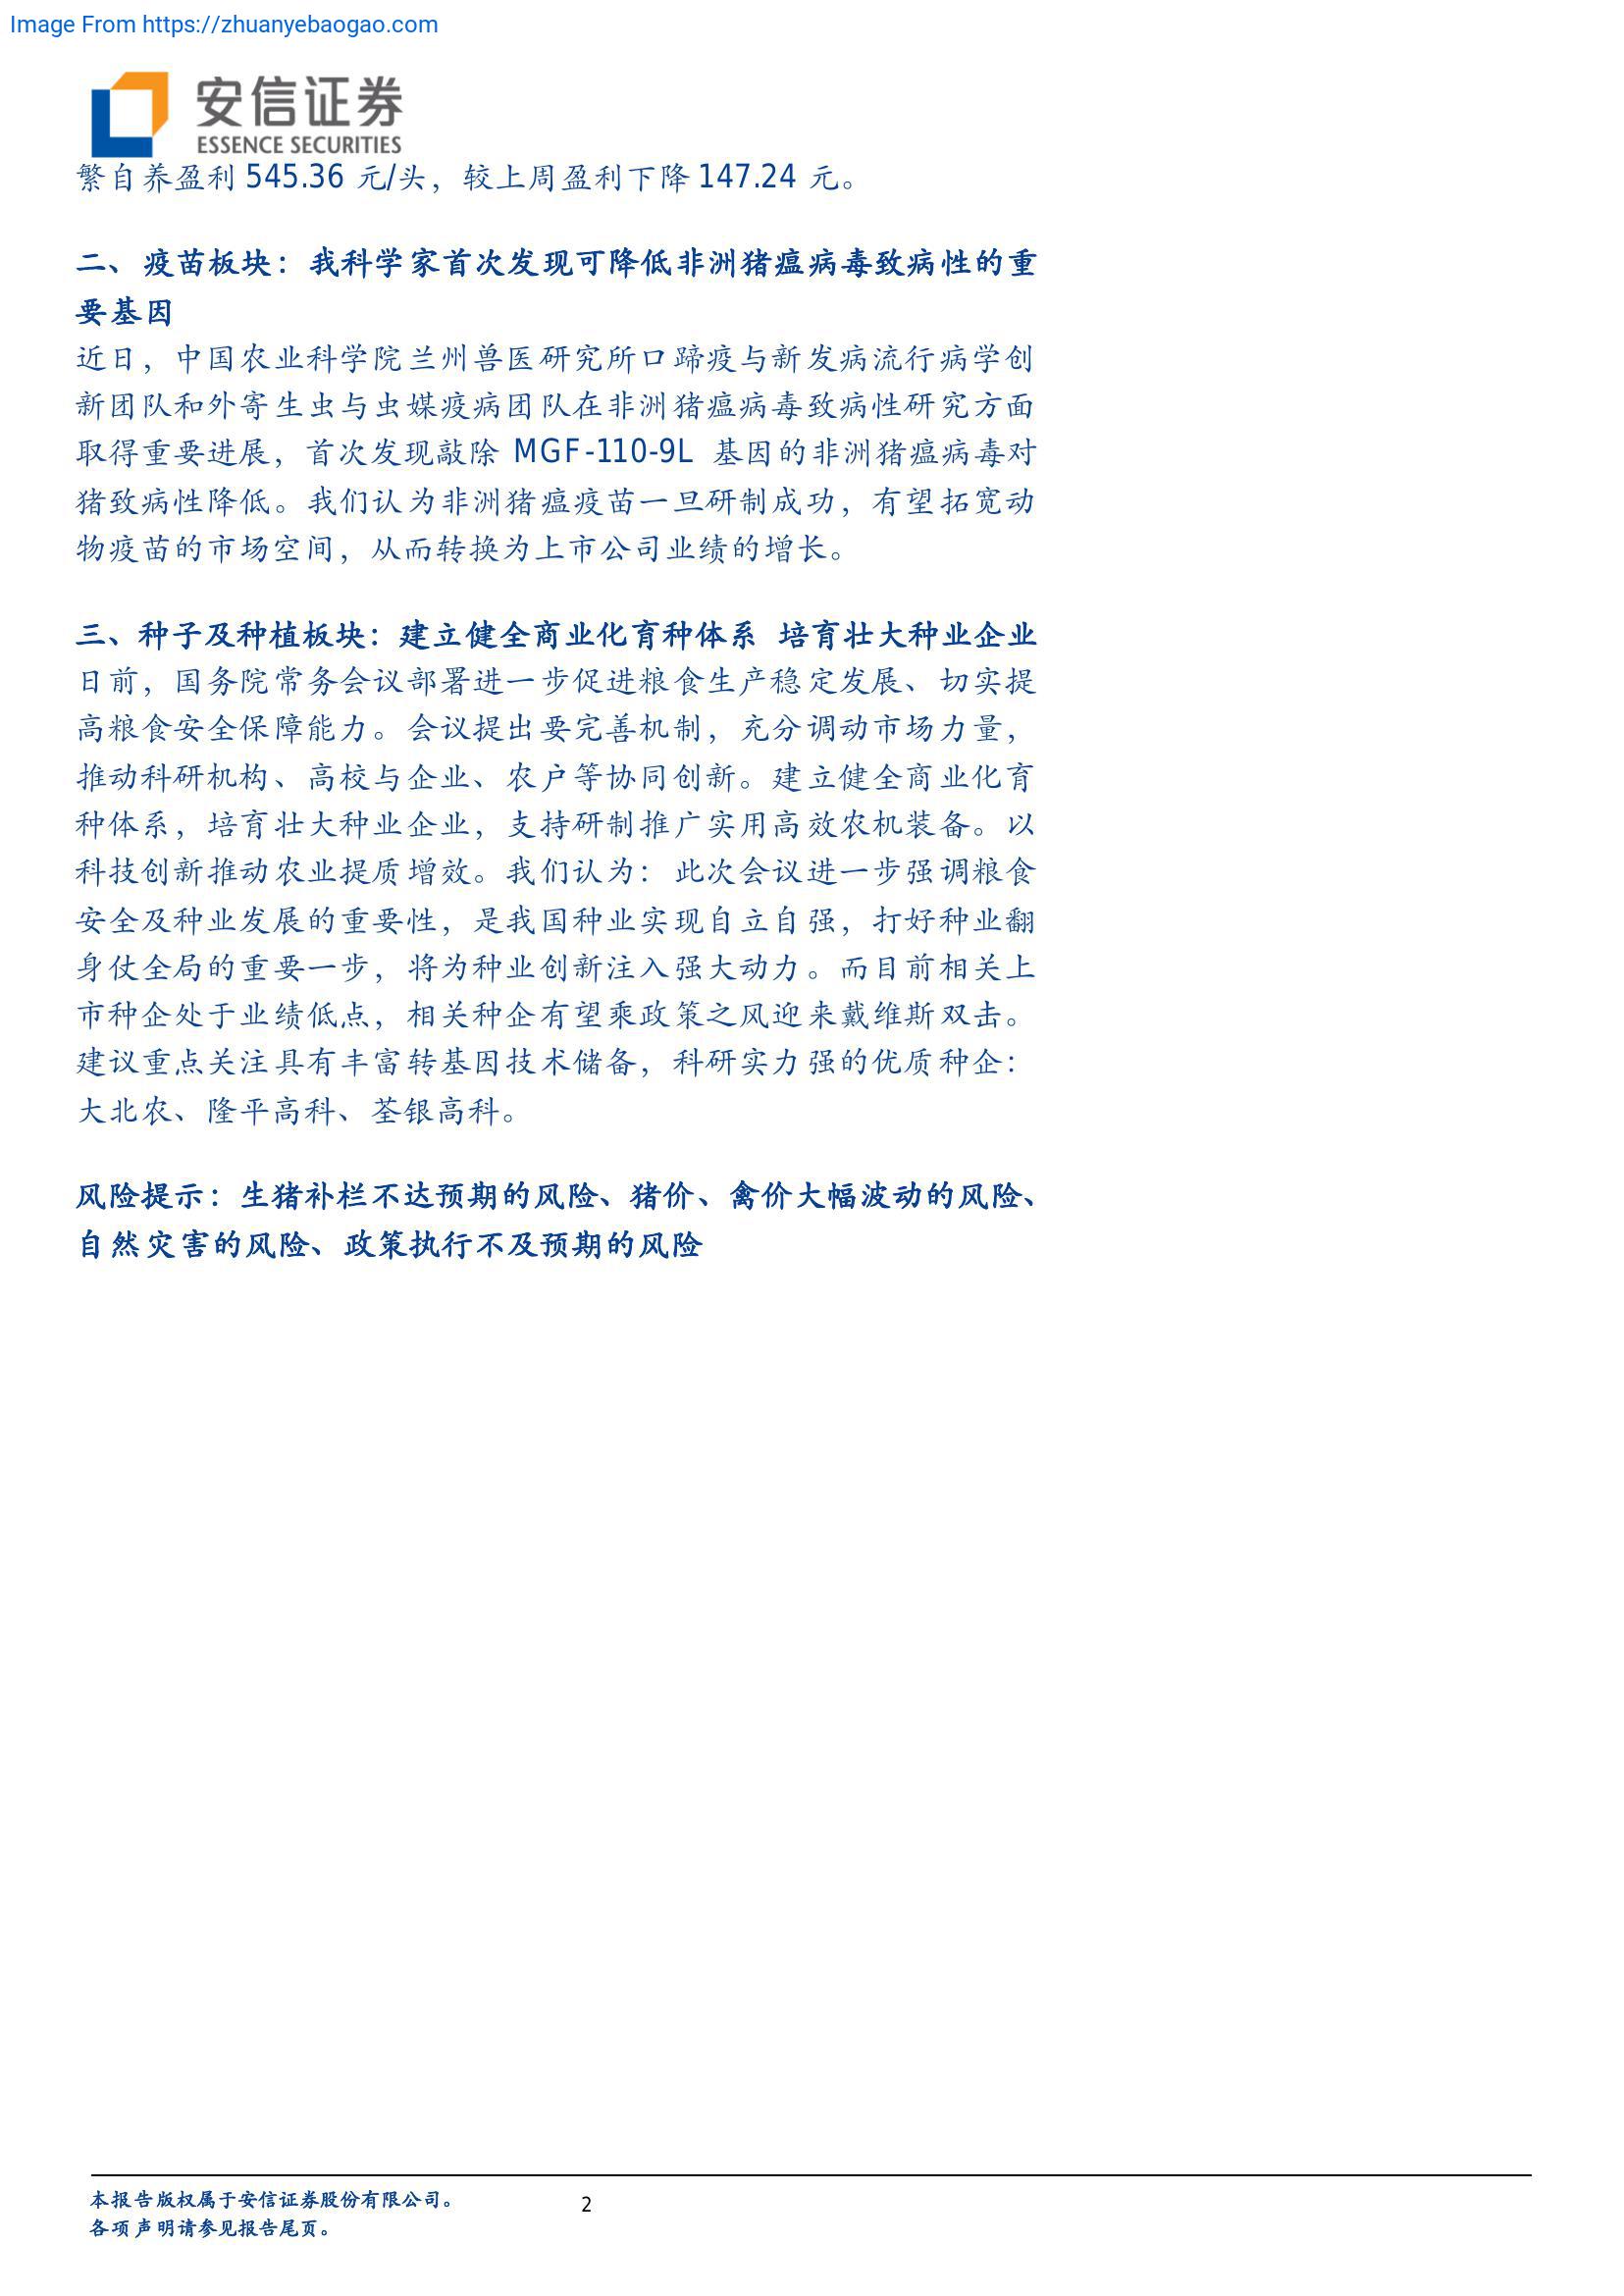 Image From https://zhuanyebaogao.com
安信证券
ESSENCE SECURITIES
繁自养盈利 545.36 元/头，较上周盈利下降 147.24 元。
二、疫苗板块：我科学家首次发现可降低非洲猪瘟病毒致病性的重
要基因
近日，中国农业科学院兰州兽医研究所口蹄疫与新发病流行病学创
新团队和外寄生虫与虫媒疫病团队在非洲猪瘟病毒致病性研究方面
取得重要进展，首次发现敲除 MGF-110-9L 基因的非洲猪瘟病毒对
猪致病性降低。我们认为非洲猪瘟疫苗一旦研制成功，有望拓宽动
物疫苗的市场空间，从而转换为上市公司业绩的增长。
三、种子及种植板块：建立健全商业化育种体系 培育壮大种业企业
日前，国务院常务会议部署进一步促进粮食生产稳定发展、切实提
高粮食安全保障能力。会议提出要完善机制，充分调动市场力量，
推动科研机构、高校与企业、农户等协同创新。建立健全商业化育
种体系，培育壮大种业企业，支持研制推广实用高效农机装备。以
科技创新推动农业提质增效。我们认为：此次会议进一步强调粮食
安全及种业发展的重要性，是我国种业实现自立自强，打好种业翻
身仗全局的重要一步，将为种业创新注入强大动力。而目前相关上
市种企处于业绩低点，相关种企有望乘政策之风迎来戴维斯双击。
建议重点关注具有丰富转基因技术储备，科研实力强的优质种企：
大北农、隆平高科、荃银高科。
风险提示：生猪补栏不达预期的风险、猪价、禽价大幅波动的风险、
自然灾害的风险、政策执行不及预期的风险
本报告版权属于安信证券股份有限公司。
2
各项声明请参见报告尾页。